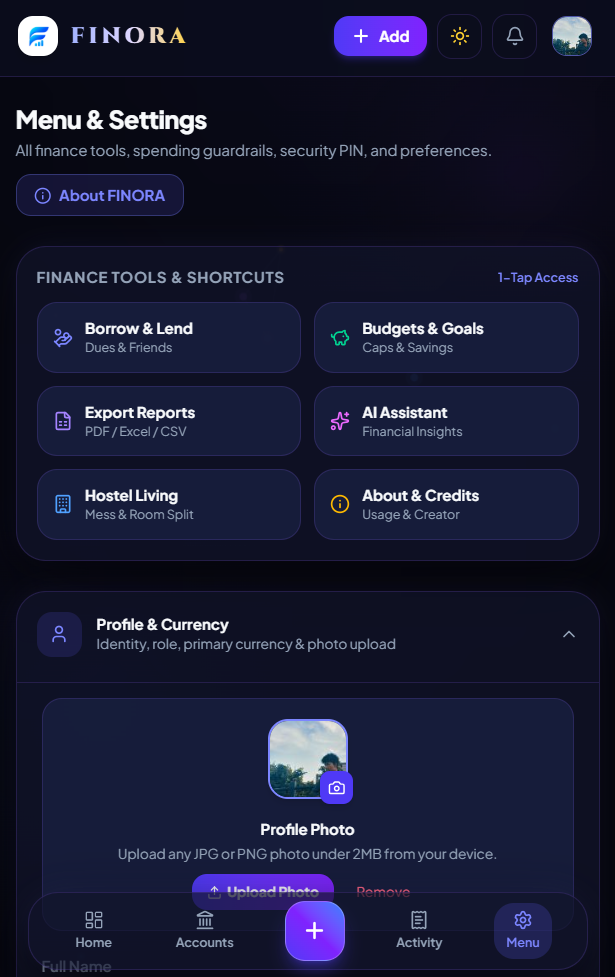 FINORA
Add
Menu & Settings
All finance tools, spending guardrails, security PIN, and preferences.
About FINORA
FINANCE TOOLS & SHORTCUTS
1-Tap Access
Borrow & Lend
Dues & Friends
Budgets & Goals
Caps & Savings
Export Reports
PDF / Excel / CSV
AI Assistant
Financial Insights
Hostel Living
Mess & Room Split
About & Credits
Usage & Creator
Profile & Currency
Identity, role, primary currency & photo upload
Profile Photo
Upload any JPG or PNG photo under 2MB from your device.
Upload Photo
Remove
Home
Accounts
Activity
Menu
Full Name